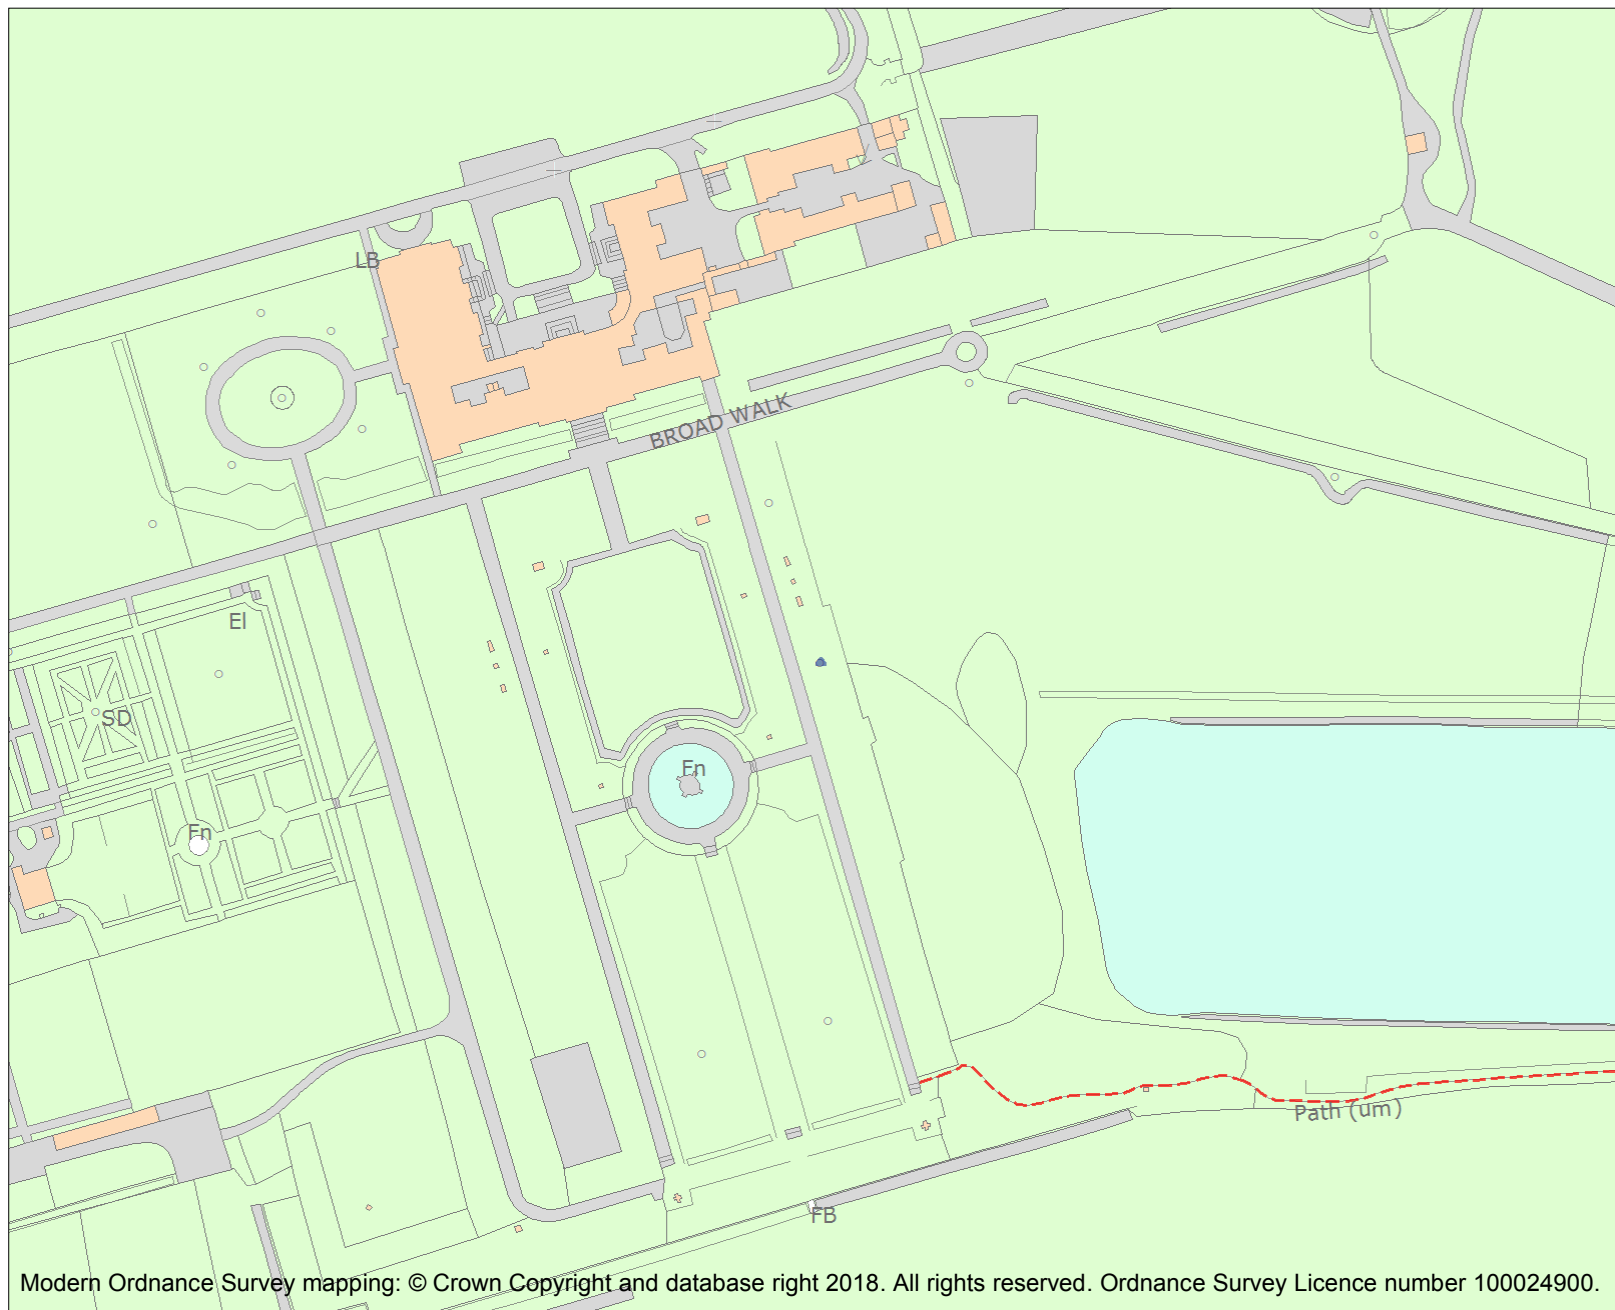 LB
BROAD WALK
El
SD
Fn
Fn
Path (um)
FB
Modern Ordnance Survey mapping: © Crown Copyright and database right 2018. All rights reserved. Ordnance Survey Licence number 100024900.